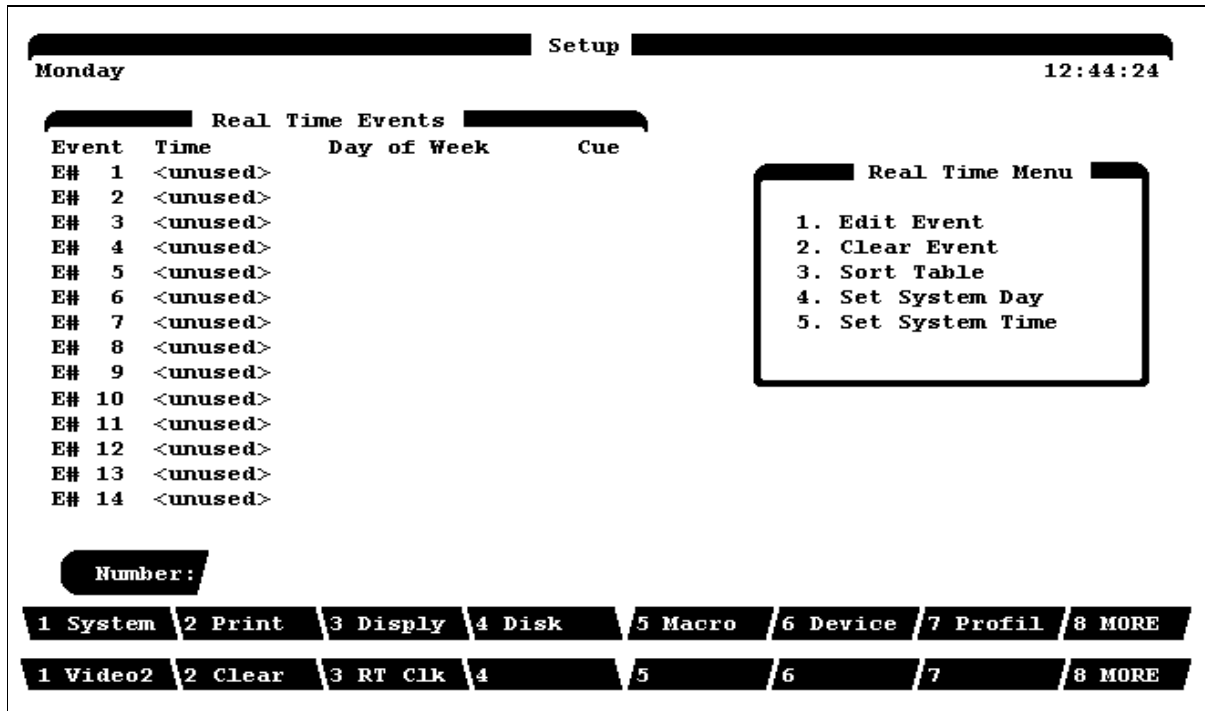 Setup
Monday 12:44:24
Real Time Events
Event Time Day of Week Cue
E# 1 <unused>
E# 2 <unused>
E# 3 <unused>
E# 4 <unused>
E# 5 <unused>
E# 6 <unused>
E# 7 <unused>
E# 8 <unused>
E# 9 <unused>
E# 10 <unused>
E# 11 <unused>
E# 12 <unused>
E# 13 <unused>
E# 14 <unused>
Real Time Menu
1. Edit Event
2. Clear Event
3. Sort Table
4. Set System Day
5. Set System Time
Number:
1 System 2 Print 3 Disply 4 Disk 5 Macro 6 Device 7 Profil 8 MORE
1 Video2 2 Clear 3 RT Clk 4 5 6 7 8 MORE